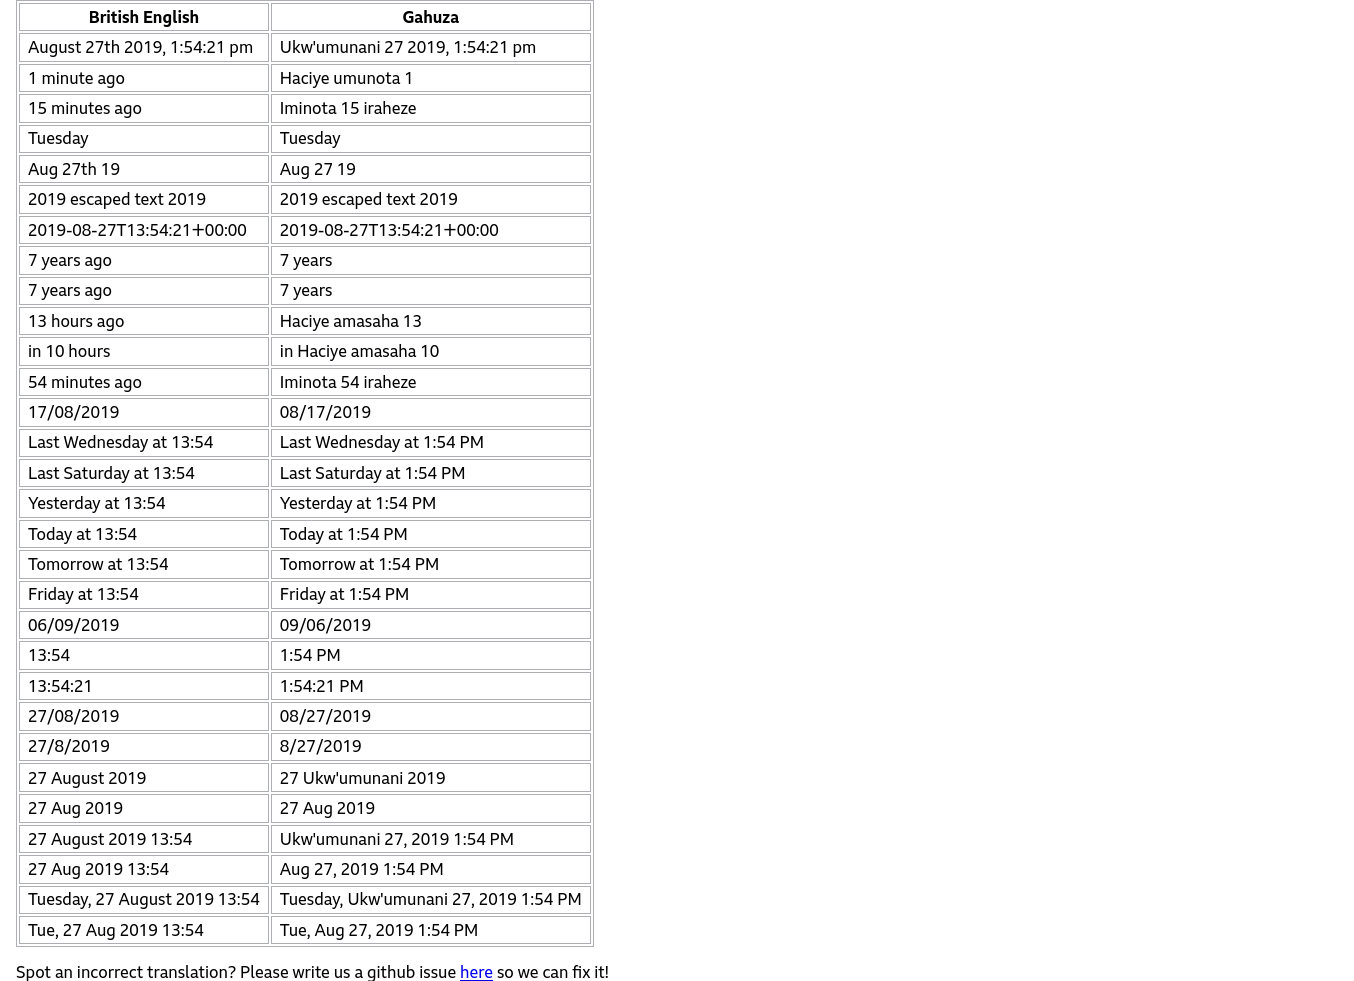 British English Gahuza
August 27th 2019, 1:54:21 pm Ukw'umunani 27 2019, 1:54:21 pm
1 minute ago Haciye umunota 1
15 minutes ago Iminota 15 iraheze
Tuesday Tuesday
Aug 27th 19 Aug 27 19
2019 escaped text 2019 2019 escaped text 2019
2019-08-27T13:54:21+00:00 2019-08-27T13:54:21+00:00
7 years ago 7 years
7 years ago 7 years
13 hours ago Haciye amasaha 13
in 10 hours in Haciye amasaha 10
54 minutes ago Iminota 54 iraheze
17/08/2019 08/17/2019
Last Wednesday at 13:54 Last Wednesday at 1:54 PM
Last Saturday at 13:54 Last Saturday at 1:54 PM
Yesterday at 13:54 Yesterday at 1:54 PM
Today at 13:54 Today at 1:54 PM
Tomorrow at 13:54 Tomorrow at 1:54 PM
Friday at 13:54 Friday at 1:54 PM
06/09/2019 09/06/2019
13:54 1:54 PM
13:54:21 1:54:21 PM
27/08/2019 08/27/2019
27/8/2019 8/27/2019
27 August 2019 27 Ukw'umunani 2019
27 Aug 2019 27 Aug 2019
27 August 2019 13:54 Ukw'umunani 27, 2019 1:54 PM
27 Aug 2019 13:54 Aug 27, 2019 1:54 PM
Tuesday, 27 August 2019 13:54 Tuesday, Ukw'umunani 27, 2019 1:54 PM
Tue, 27 Aug 2019 13:54 Tue, Aug 27, 2019 1:54 PM
Spot an incorrect translation? Please write us a github issue here so we can fix it!